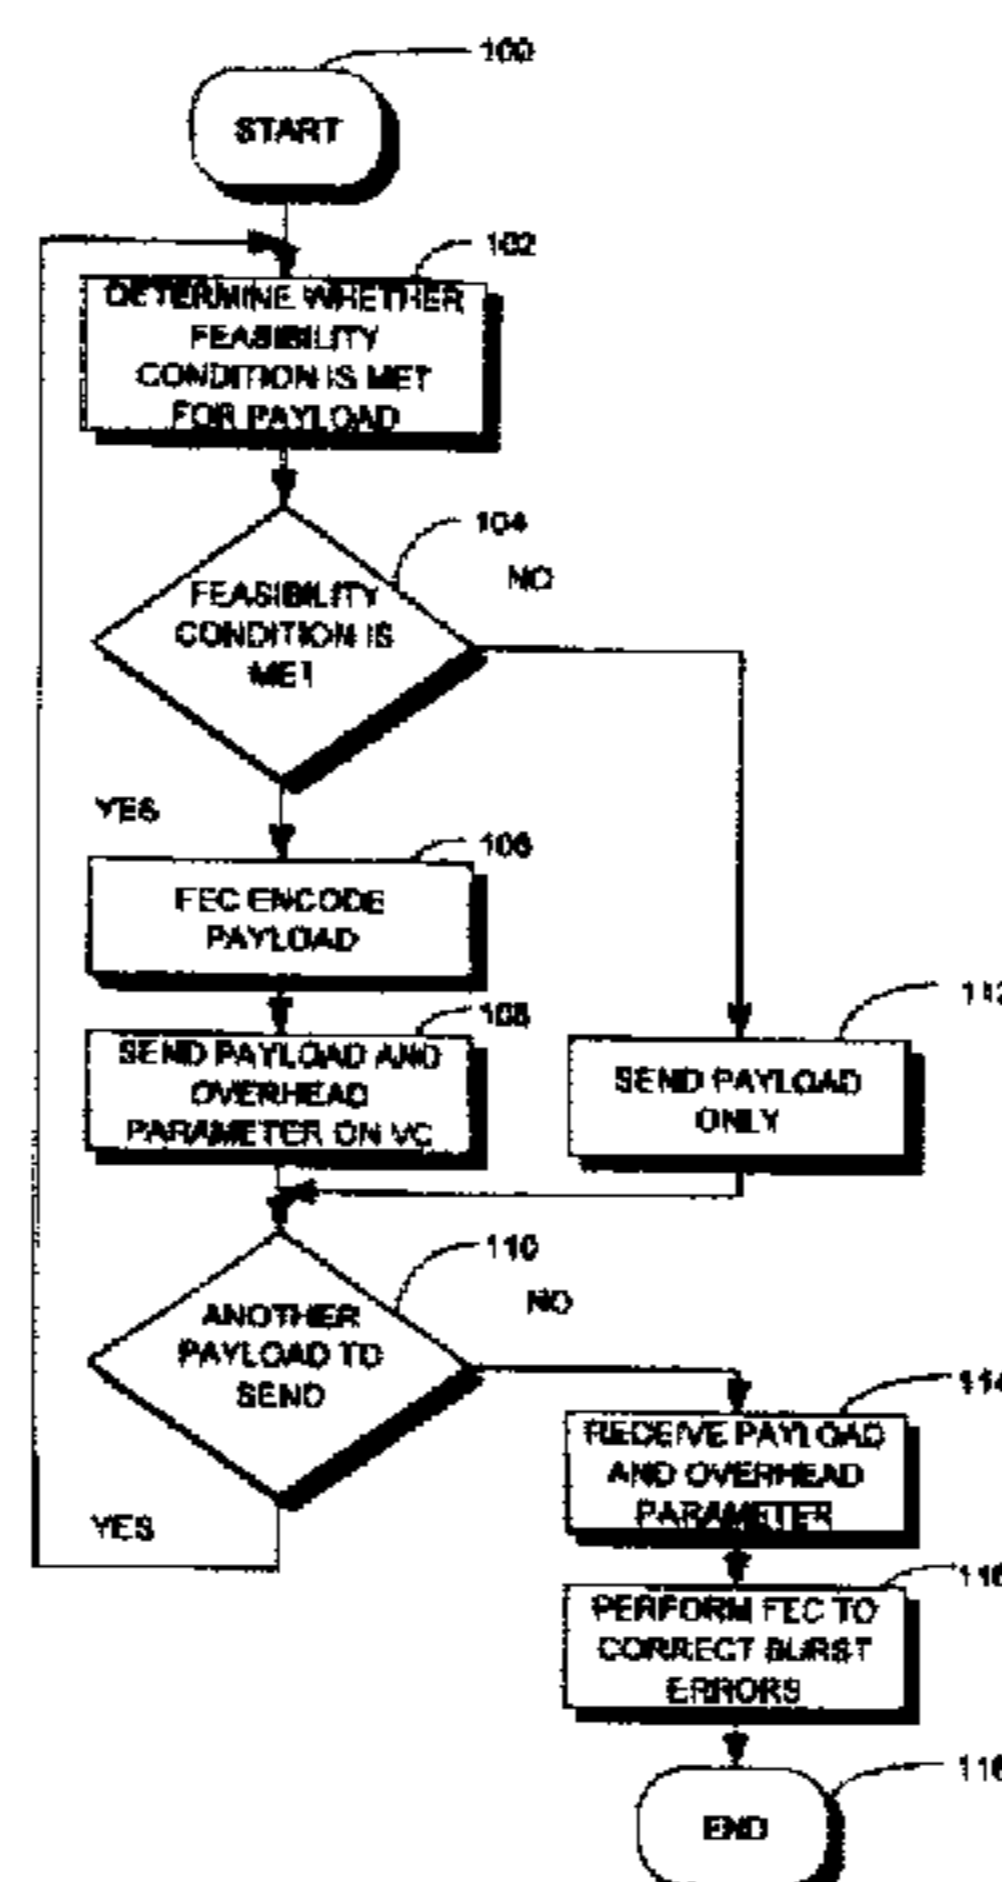 100
START
102
DETERMINE WHETHER
FEASIBILITY
CONDITION IS MET
FOR PAYLOAD
104
NO
FEASIBILITY
CONDITION IS
MET
YES
106
FEC ENCODE
PAYLOAD
108
SEND PAYLOAD AND
OVERHEAD
PARAMETER ON VC
112
SEND PAYLOAD
ONLY
110
NO
ANOTHER
PAYLOAD TO
SEND
YES
114
RECEIVE PAYLOAD
AND OVERHEAD
PARAMETER
PERFORM FEC TO
CORRECT BURST
ERRORS
END